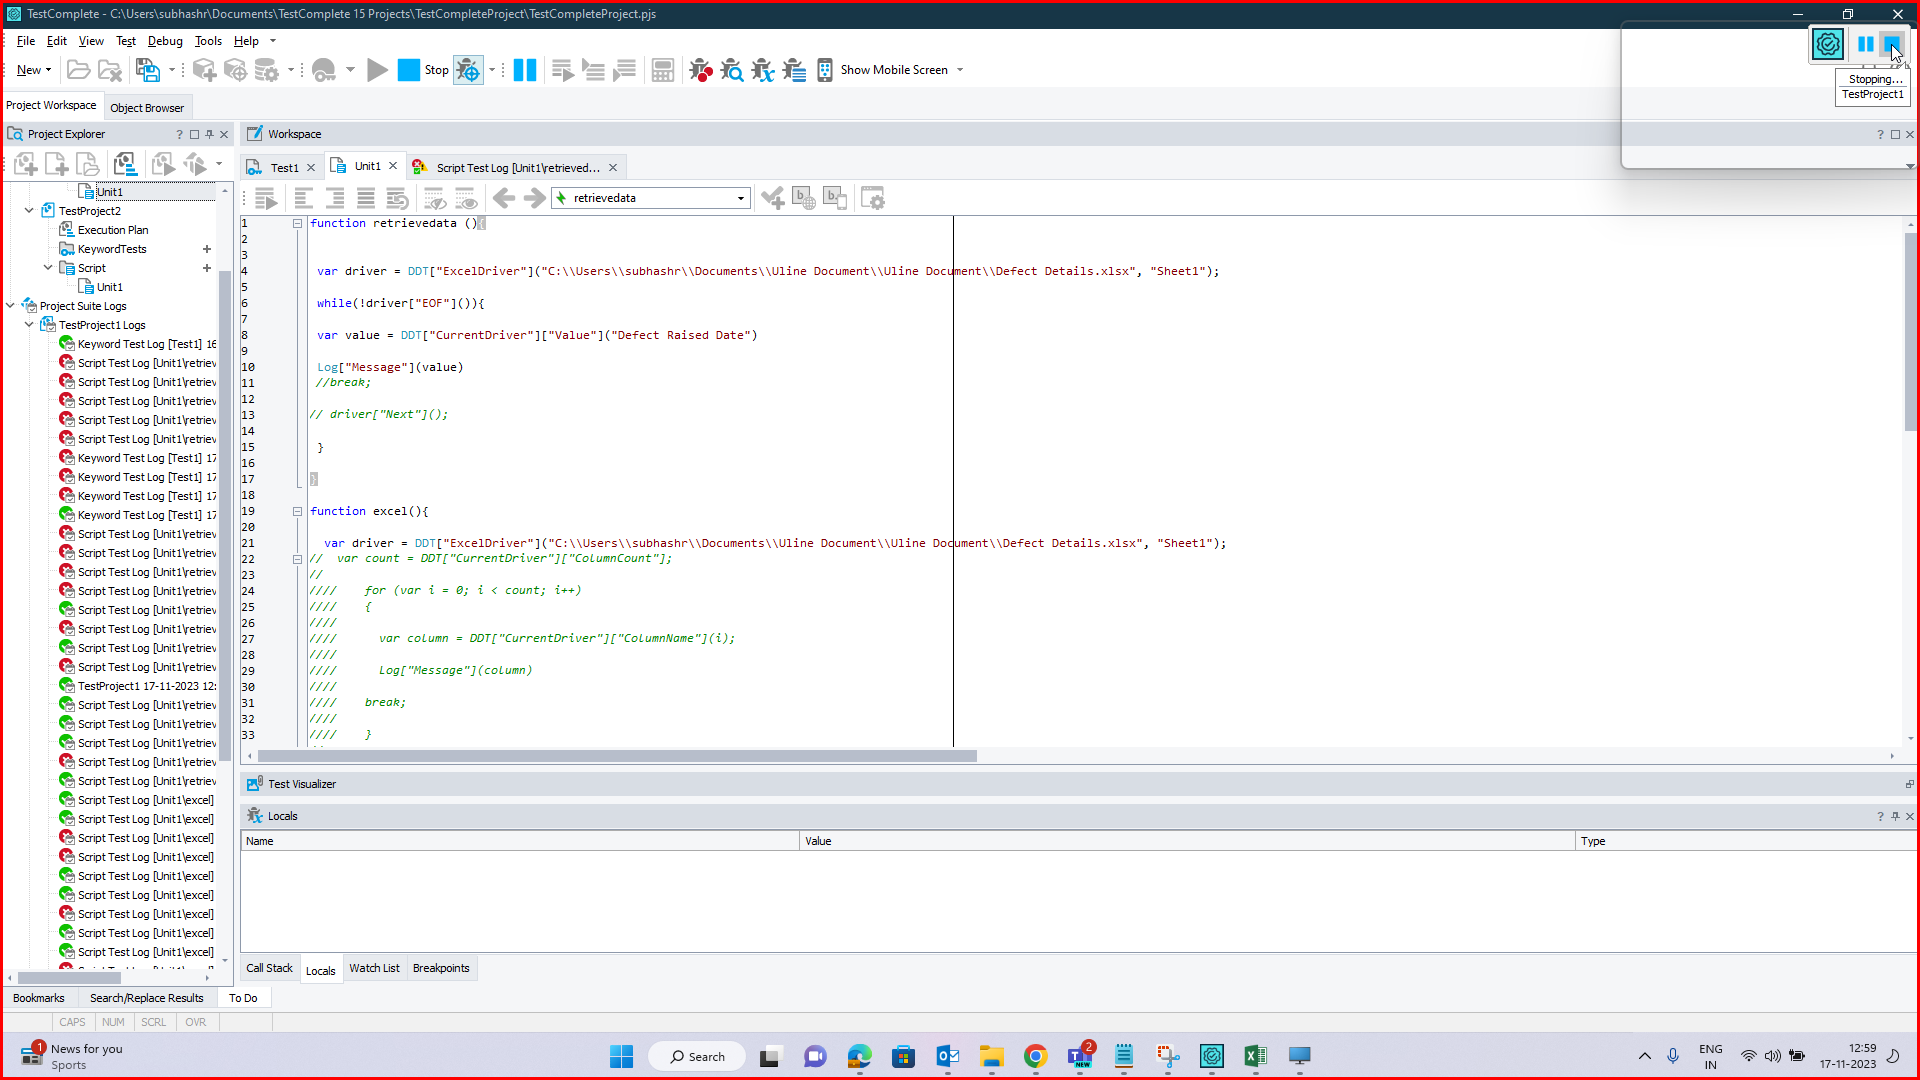 TestComplete - C:\Users\subhashr\Documents\TestComplete 15 Projects\TestCompleteProject\TestCompleteProject.pjs
File Edit View Test Debug Tools Help
New Stop Show Mobile Screen
Stopping...
TestProject1
Project Workspace Object Browser
Project Explorer ?
Workspace ?
Test1 Unit1 Script Test Log [Unit1\retrieved...
retrievedata
Unit1
TestProject2
Execution Plan
KeywordTests +
Script +
Unit1
Project Suite Logs
TestProject1 Logs
Keyword Test Log [Test1] 16
Script Test Log [Unit1\retriev
Script Test Log [Unit1\retriev
Script Test Log [Unit1\retriev
Script Test Log [Unit1\retriev
Script Test Log [Unit1\retriev
Keyword Test Log [Test1] 17
Keyword Test Log [Test1] 17
Keyword Test Log [Test1] 17
Keyword Test Log [Test1] 17
Script Test Log [Unit1\retriev
Script Test Log [Unit1\retriev
Script Test Log [Unit1\retriev
Script Test Log [Unit1\retriev
Script Test Log [Unit1\retriev
Script Test Log [Unit1\retriev
Script Test Log [Unit1\retriev
Script Test Log [Unit1\retriev
TestProject1 17-11-2023 12:
Script Test Log [Unit1\retriev
Script Test Log [Unit1\retriev
Script Test Log [Unit1\retriev
Script Test Log [Unit1\retriev
Script Test Log [Unit1\retriev
Script Test Log [Unit1\excel]
Script Test Log [Unit1\excel]
Script Test Log [Unit1\excel]
Script Test Log [Unit1\excel]
Script Test Log [Unit1\excel]
Script Test Log [Unit1\excel]
Script Test Log [Unit1\excel]
Script Test Log [Unit1\excel]
Script Test Log [Unit1\excel]
1 function retrievedata (){
2
3
4 var driver = DDT["ExcelDriver"]("C:\\Users\\subhashr\\Documents\\Uline Document\\Uline Document\\Defect Details.xlsx", "Sheet1");
5
6 while(!driver["EOF"]()){
7
8 var value = DDT["CurrentDriver"]["Value"]("Defect Raised Date")
9
10 Log["Message"](value)
11 //break;
12
13 // driver["Next"]();
14
15 }
16
17 }
18
19 function excel(){
20
21 var driver = DDT["ExcelDriver"]("C:\\Users\\subhashr\\Documents\\Uline Document\\Uline Document\\Defect Details.xlsx", "Sheet1");
22 // var count = DDT["CurrentDriver"]["ColumnCount"];
23 //
24 //// for (var i = 0; i < count; i++)
25 //// {
26 ////
27 //// var column = DDT["CurrentDriver"]["ColumnName"](i);
28 ////
29 //// Log["Message"](column)
30 ////
31 //// break;
32 ////
33 //// }
Test Visualizer
Locals ?
Name Value Type
Call Stack Locals Watch List Breakpoints
Bookmarks Search/Replace Results To Do
CAPS NUM SCRL OVR
1 News for you
Sports
Search
2
NEW
ENG
IN
12:59
17-11-2023